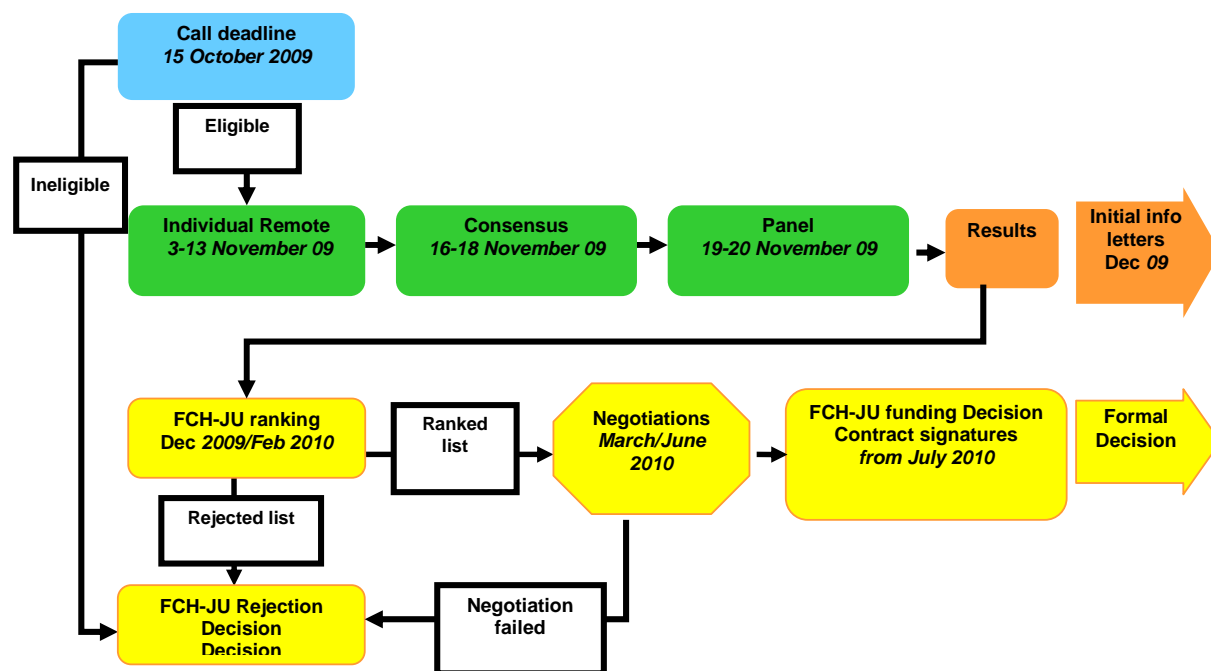 Call deadline
15 October 2009
Eligible
Ineligible
Individual Remote
3-13 November 09
Consensus
16-18 November 09
Panel
19-20 November 09
Results
Initial info
letters
Dec 09
FCH-JU ranking
Dec 2009/Feb 2010
Ranked
list
Negotiations
March/June
2010
FCH-JU funding Decision
Contract signatures
from July 2010
Formal
Decision
Rejected list
FCH-JU Rejection
Decision
Decision
Negotiation
failed